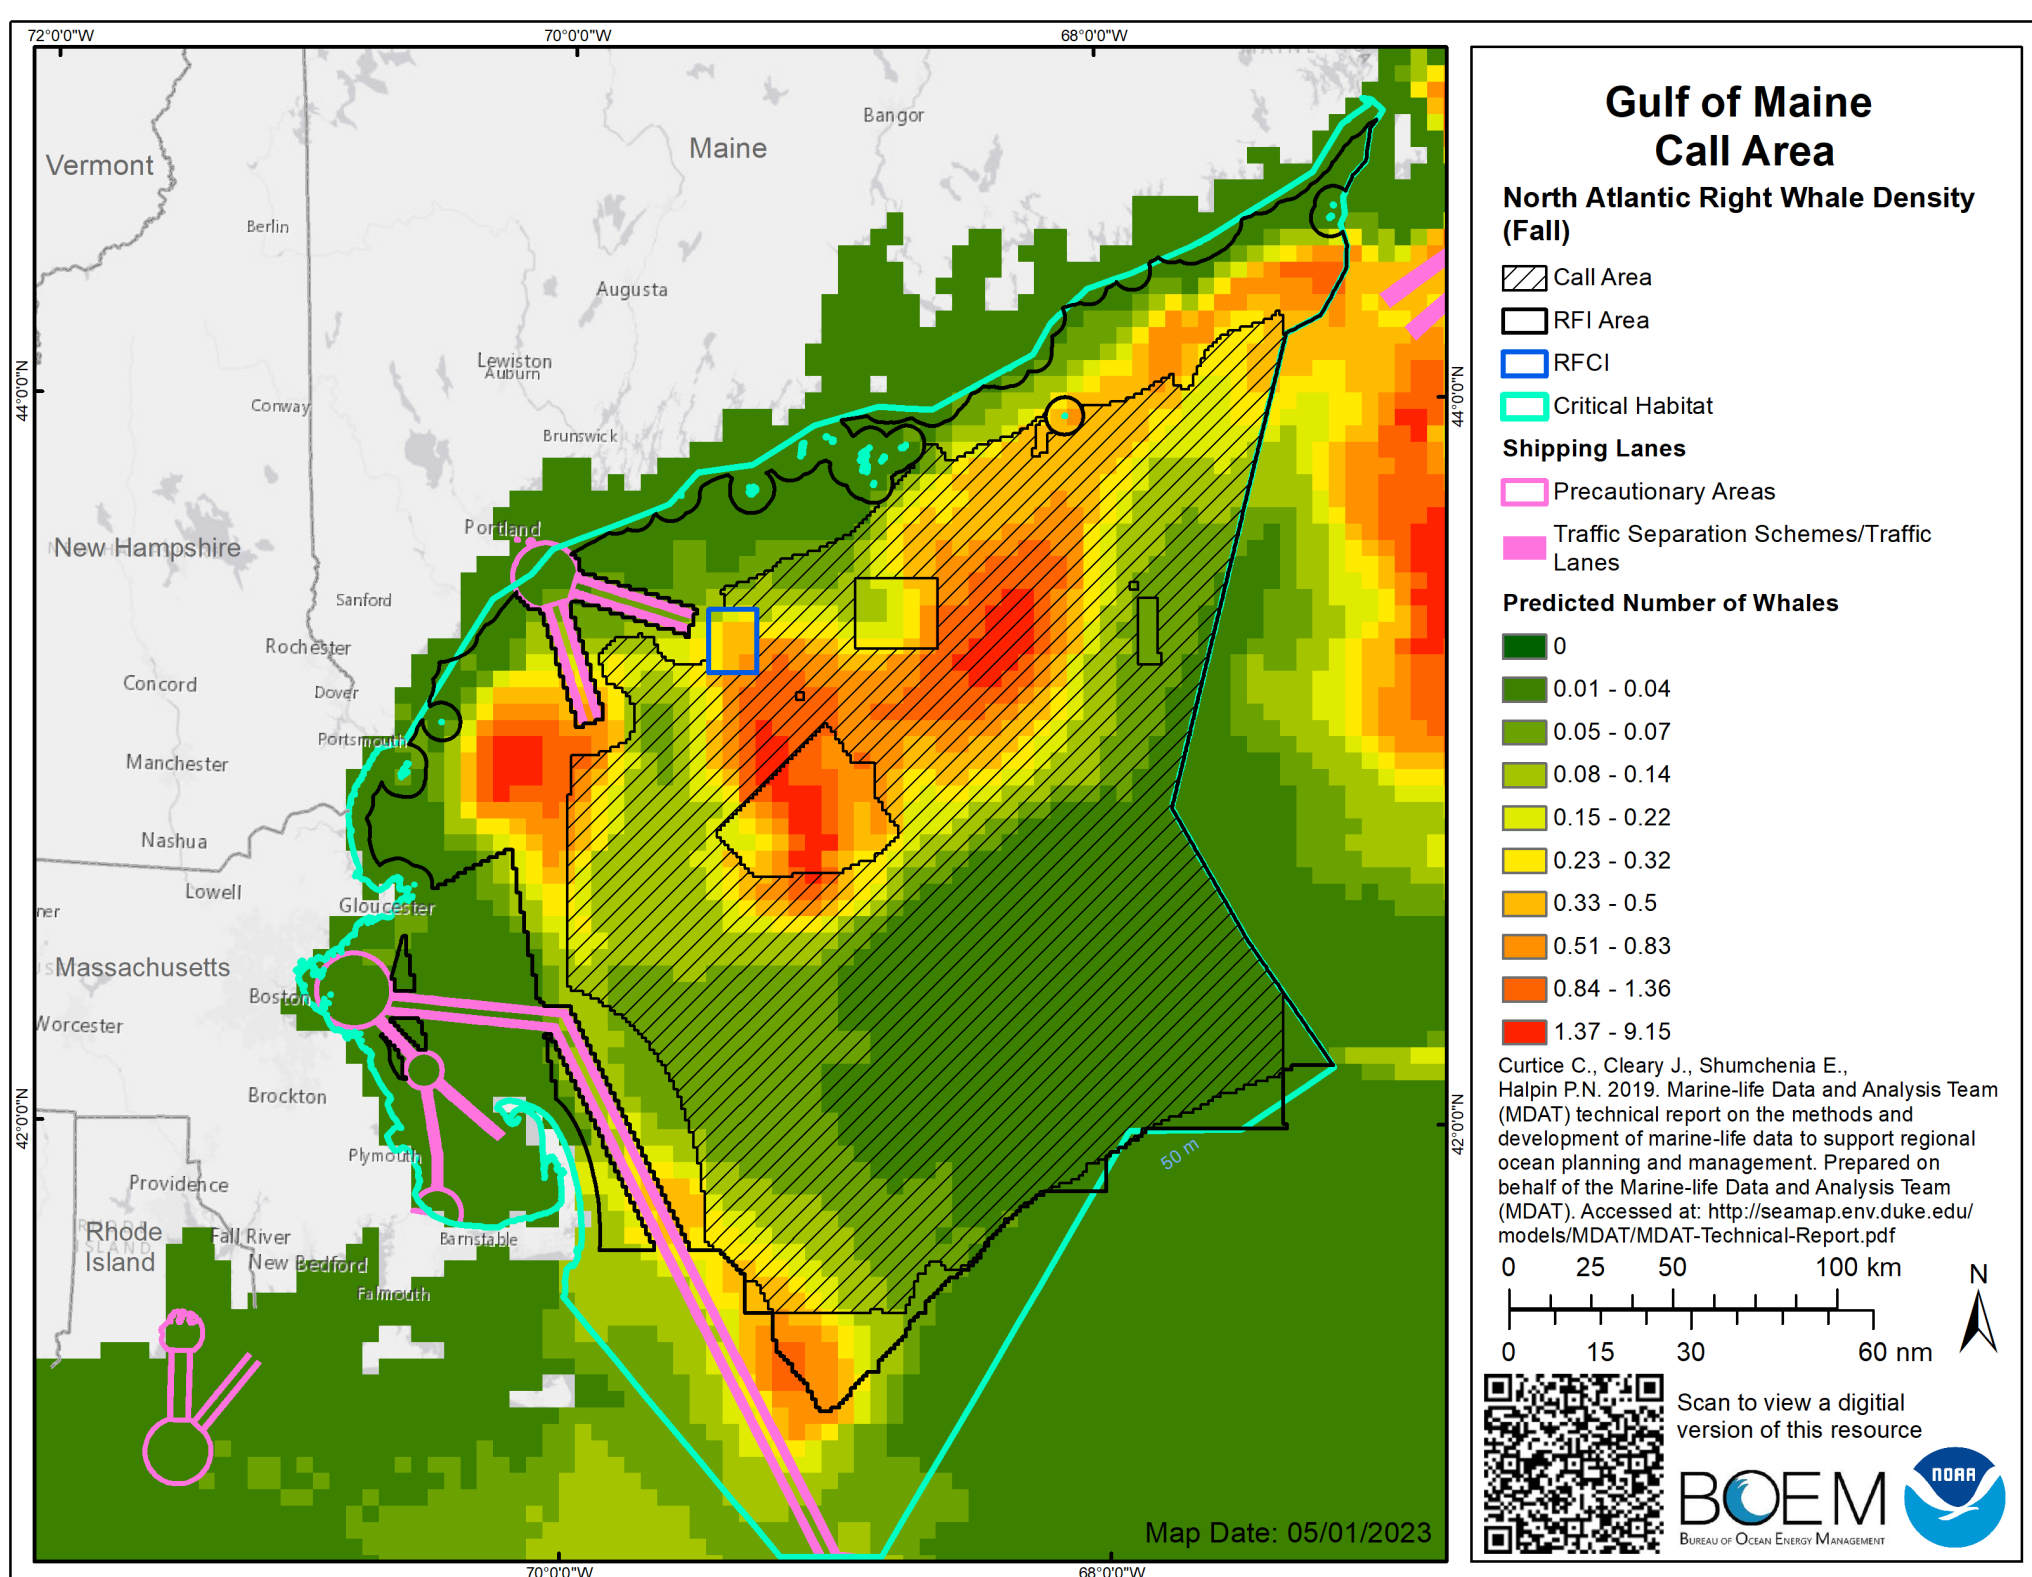 72°0'0"W
70°0'0"W
68°0'0"W
Bangor
Maine
Vermont
Berlin
Augusta
44°0'0"N
44°0'0"N
Lewiston
Auburn
Conway
Brunswick
Portland
New Hampshire
Sanford
Rochester
Concord
Dover
Portsmouth
Manchester
Nashua
Lowell
Gloucester
ner
Massachusetts
Boston
Worcester
Brockton
42°0'0"N
42°0'0"N
50 m
Plymouth
Providence
Rhode
Island
ISLAND
Fall River
Barnstable
New Bedford
Falmouth
Map Date: 05/01/2023
70°0'0"W
68°0'0"W
Gulf of Maine
Call Area
North Atlantic Right Whale Density
(Fall)
Call Area
RFI Area
RFCI
Critical Habitat
Shipping Lanes
Precautionary Areas
Traffic Separation Schemes/Traffic
Lanes
Predicted Number of Whales
0
0.01 - 0.04
0.05 - 0.07
0.08 - 0.14
0.15 - 0.22
0.23 - 0.32
0.33 - 0.5
0.51 - 0.83
0.84 - 1.36
1.37 - 9.15
Curtice C., Cleary J., Shumchenia E.,
Halpin P.N. 2019. Marine-life Data and Analysis Team
(MDAT) technical report on the methods and
development of marine-life data to support regional
ocean planning and management. Prepared on
behalf of the Marine-life Data and Analysis Team
(MDAT). Accessed at: http://seamap.env.duke.edu/
models/MDAT/MDAT-Technical-Report.pdf
0 25 50 100 km
N
0 15 30 60 nm
Scan to view a digitial
version of this resource
BOEM
BUREAU OF OCEAN ENERGY MANAGEMENT
NOAA